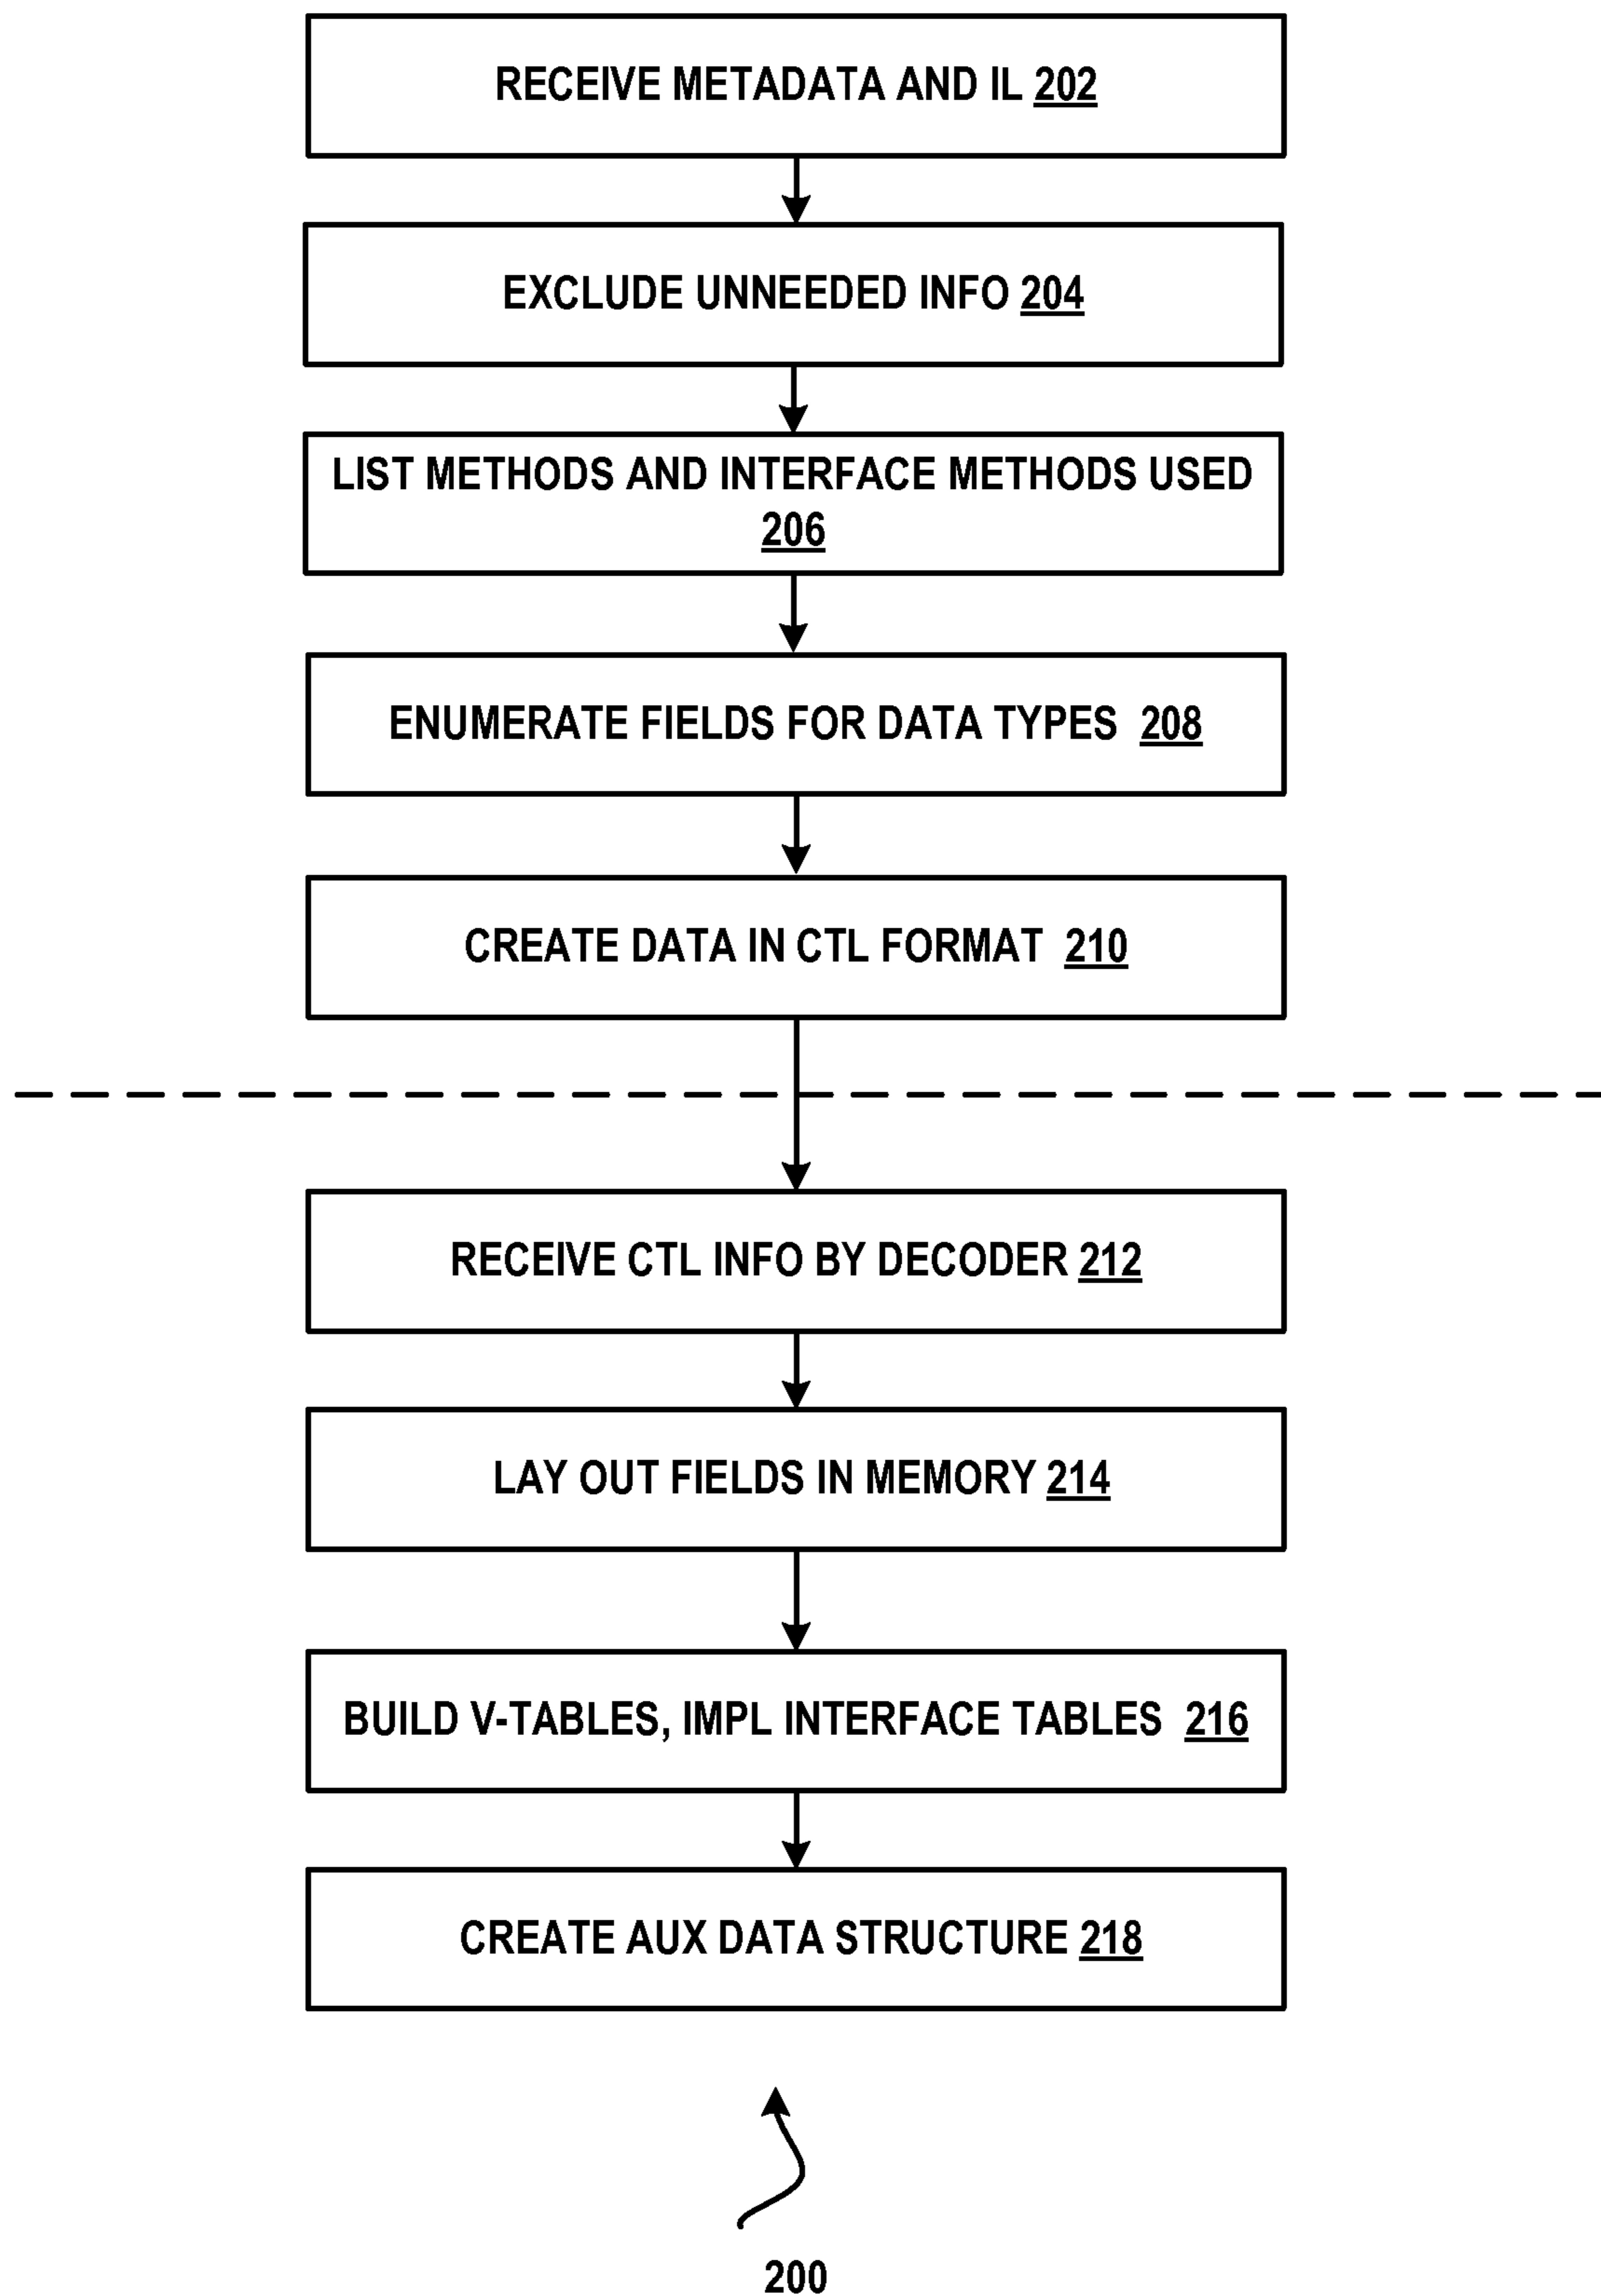 RECEIVE METADATA AND IL 202
EXCLUDE UNNEEDED INFO 204
LIST METHODS AND INTERFACE METHODS USED
206
ENUMERATE FIELDS FOR DATA TYPES 208
CREATE DATA IN CTL FORMAT 210
RECEIVE CTL INFO BY DECODER 212
LAY OUT FIELDS IN MEMORY 214
BUILD V-TABLES, IMPL INTERFACE TABLES 216
CREATE AUX DATA STRUCTURE 218
200